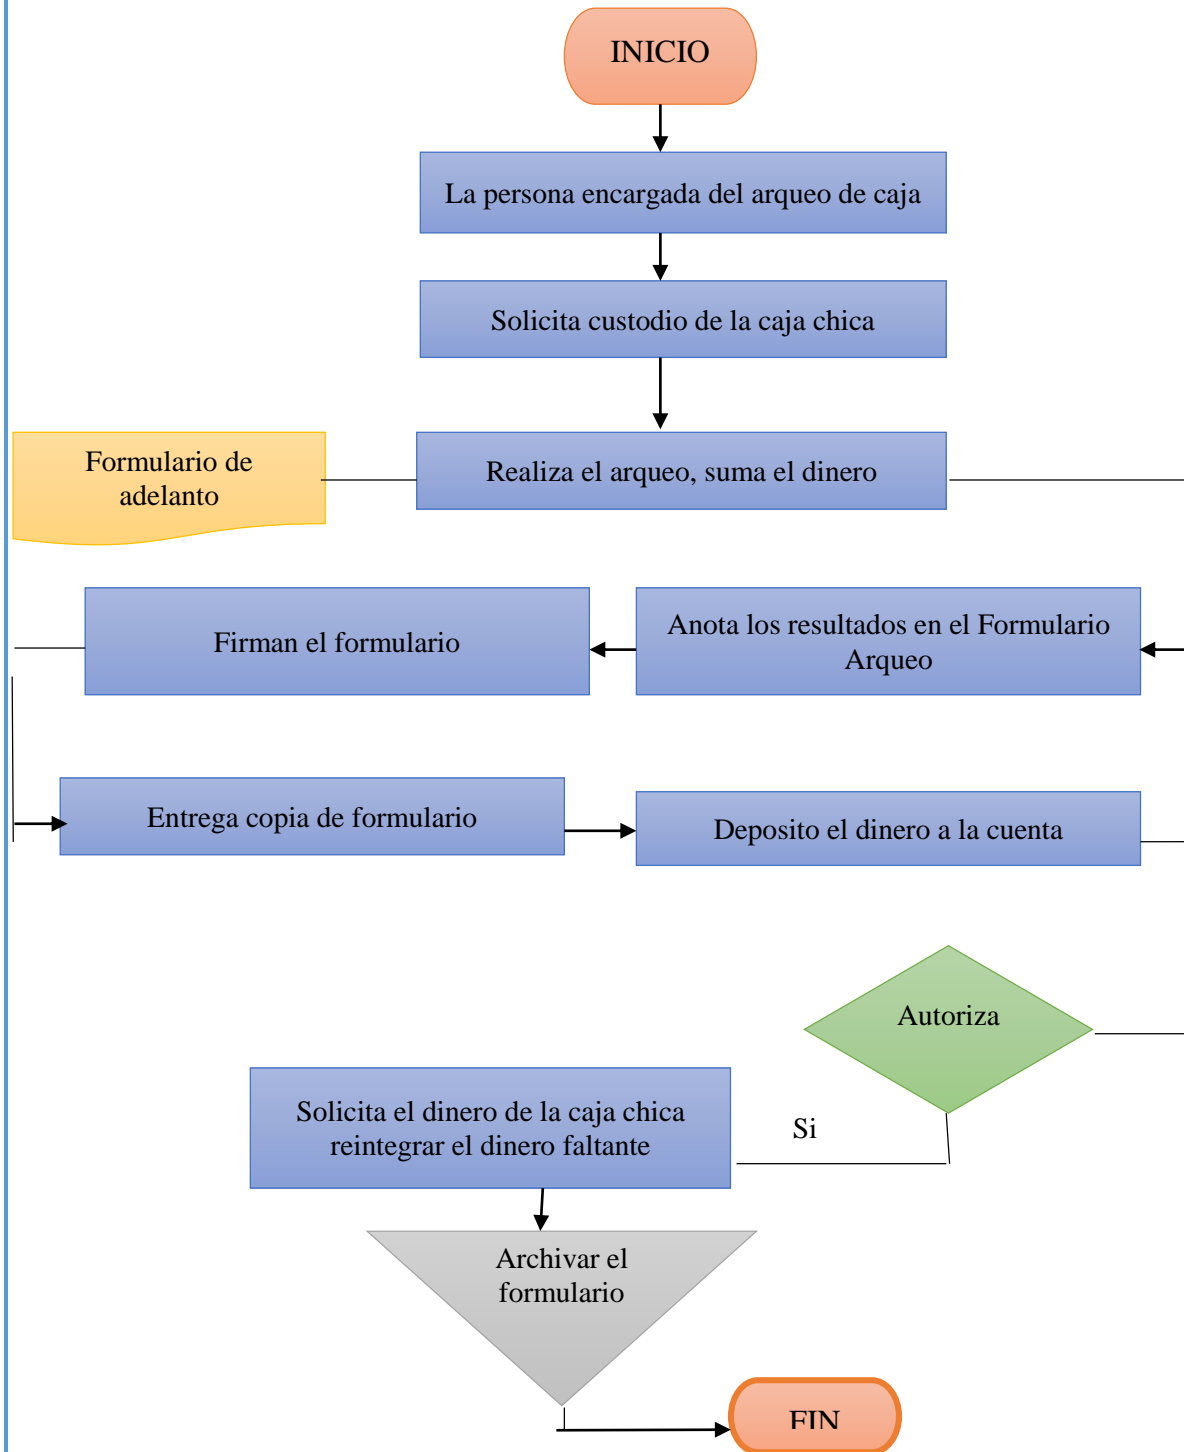 INICIO
La persona encargada del arqueo de caja
Solicita custodio de la caja chica
Formulario de
adelanto
Realiza el arqueo, suma el dinero
Anota los resultados en el Formulario
Arqueo
Firman el formulario
Entrega copia de formulario
Deposito el dinero a la cuenta
Autoriza
Si
Solicita el dinero de la caja chica
reintegrar el dinero faltante
Archivar el
formulario
FIN